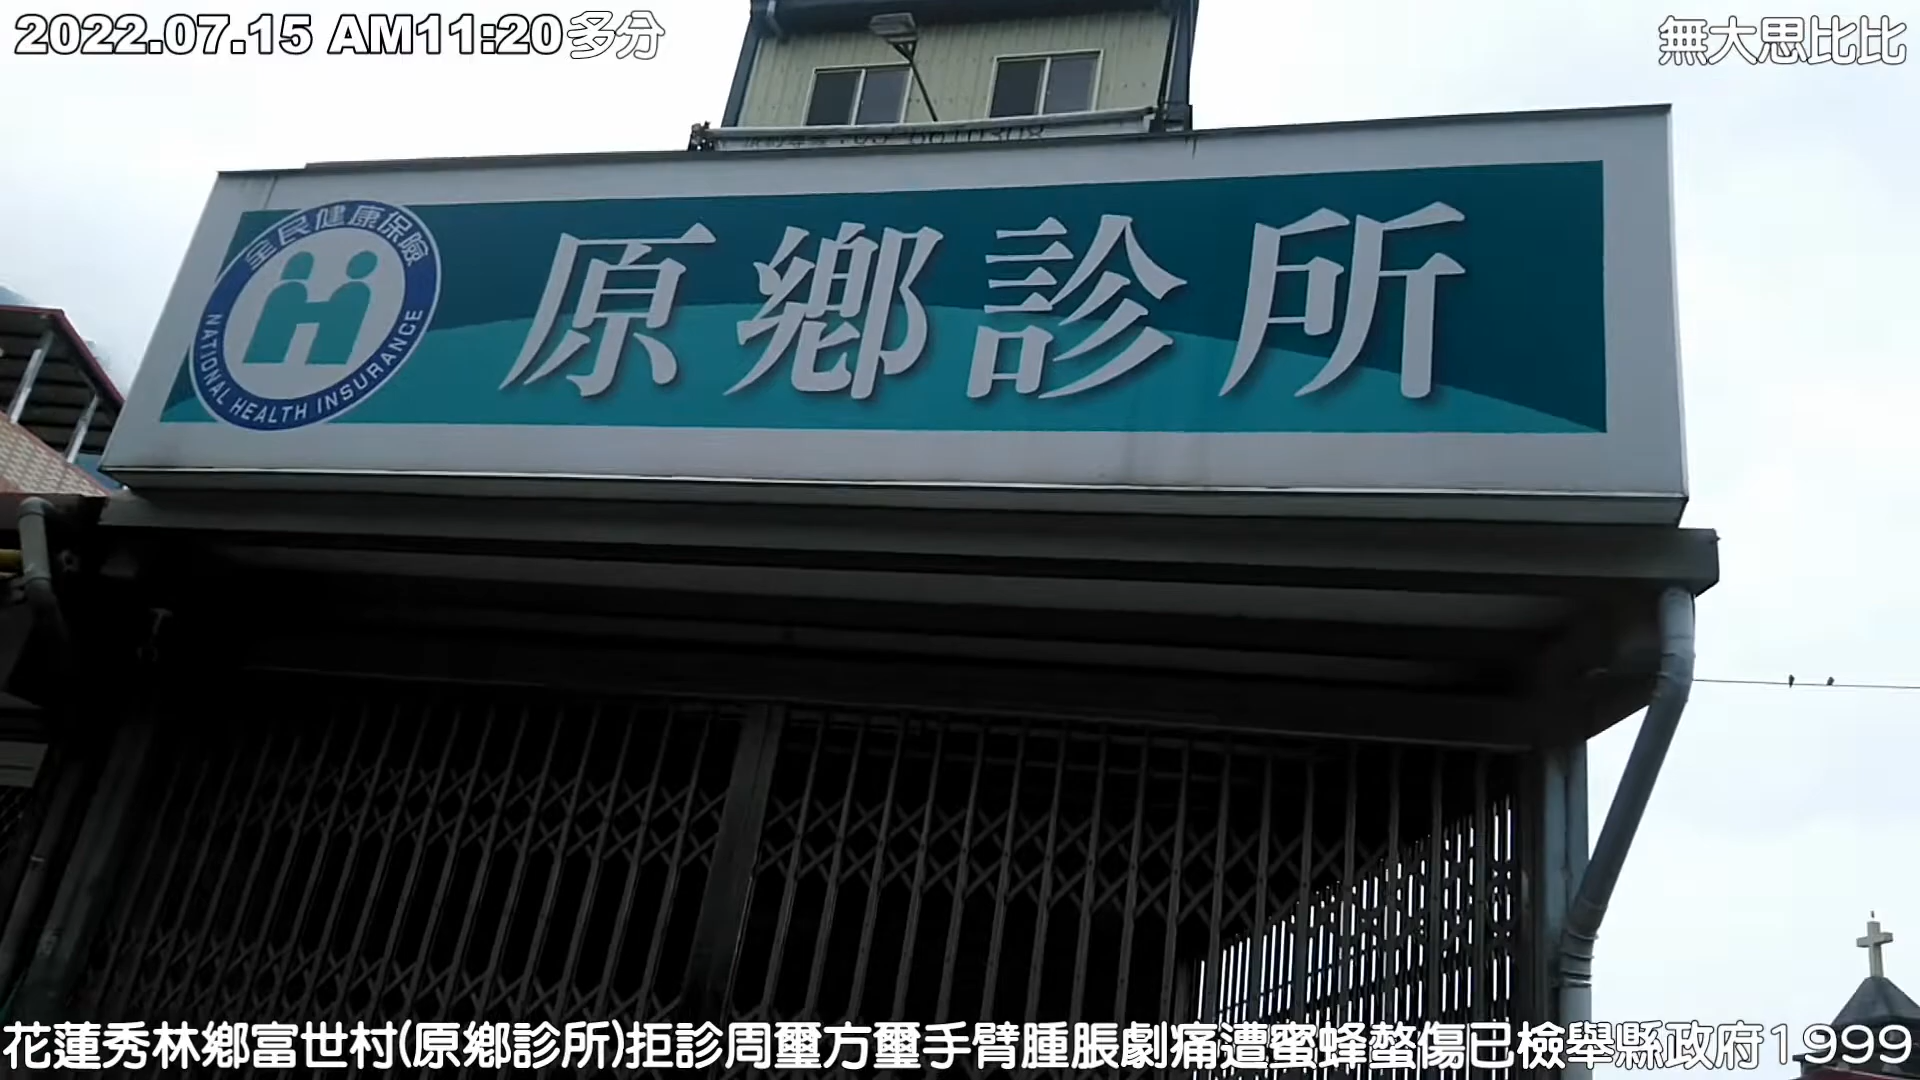 2022.07.15 AM11:20多分
無大思比比
全民健康保險
NATIONAL HEALTH INSURANCE
原鄉診所
花蓮秀林鄉富世村(原鄉診所)拒診周璽方璽手臂腫脹劇痛遭蜜蜂螫傷已檢舉縣政府1999